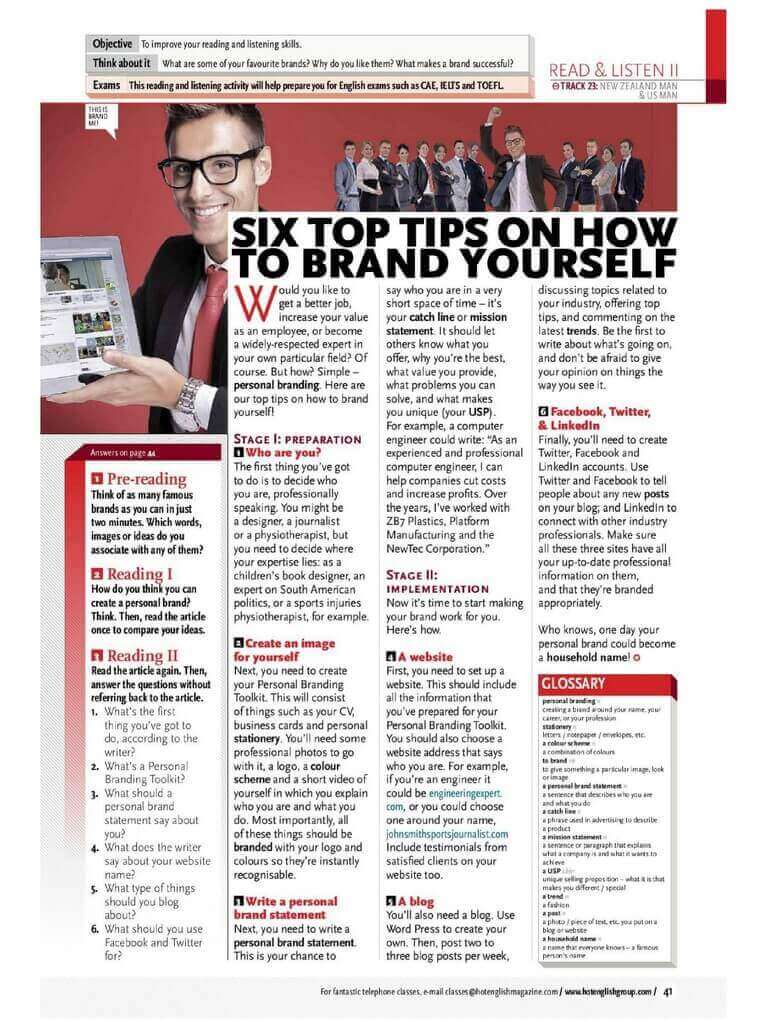 Objective To improve your reading and listening skills.
Think about it What are some of your favourite brands? Why do you like them? What makes a brand successful?
Exams This reading and listening activity will help prepare you for English exams such as CAE, IELTS and TOEFL.
READ & LISTEN II
TRACK 23: NEW ZEALAND MAN
& US MAN
THIS IS
BRAND
ME!
SIX TOP TIPS ON HOW
TO BRAND YOURSELF
Would you like to
get a better job,
increase your value
as an employee, or become
a widely-respected expert in
your own particular field? Of
course. But how? Simple –
personal branding. Here are
our top tips on how to brand
yourself!
STAGE I: PREPARATION
1 Who are you?
The first thing you've got
to do is to decide who
you are, professionally
speaking. You might be
a designer, a journalist
or a physiotherapist, but
you need to decide where
your expertise lies: as a
children's book designer, an
expert on South American
politics, or a sports injuries
physiotherapist, for example.
2 Create an image
for yourself
Next, you need to create
your Personal Branding
Toolkit. This will consist
of things such as your CV,
business cards and personal
stationery. You'll need some
professional photos to go
with it, a logo, a colour
scheme and a short video of
yourself in which you explain
who you are and what you
do. Most importantly, all
of these things should be
branded with your logo and
colours so they're instantly
recognisable.
3 Write a personal
brand statement
Next, you need to write a
personal brand statement.
This is your chance to
say who you are in a very
short space of time – it's
your catch line or mission
statement. It should let
others know what you
offer, why you're the best,
what value you provide,
what problems you can
solve, and what makes
you unique (your USP).
For example, a computer
engineer could write: "As an
experienced and professional
computer engineer, I can
help companies cut costs
and increase profits. Over
the years, I've worked with
ZB7 Plastics, Platform
Manufacturing and the
NewTec Corporation."
STAGE II:
IMPLEMENTATION
Now it's time to start making
your brand work for you.
Here's how.
4 A website
First, you need to set up a
website. This should include
all the information that
you've prepared for your
Personal Branding Toolkit.
You should also choose a
website address that says
who you are. For example,
if you're an engineer it
could be engineeringexpert.
com, or you could choose
one around your name,
johnsmithsportsjournalist.com
Include testimonials from
satisfied clients on your
website too.
5 A blog
You'll also need a blog. Use
Word Press to create your
own. Then, post two to
three blog posts per week,
discussing topics related to
your industry, offering top
tips, and commenting on the
latest trends. Be the first to
write about what's going on,
and don't be afraid to give
your opinion on things the
way you see it.
6 Facebook, Twitter,
& LinkedIn
Finally, you'll need to create
Twitter, Facebook and
LinkedIn accounts. Use
Twitter and Facebook to tell
people about any new posts
on your blog; and LinkedIn to
connect with other industry
professionals. Make sure
all these three sites have all
your up-to-date professional
information on them,
and that they're branded
appropriately.
Who knows, one day your
personal brand could become
a household name!
Answers on page 44
1 Pre-reading
Think of as many famous
brands as you can in just
two minutes. Which words,
images or ideas do you
associate with any of them?
2 Reading I
How do you think you can
create a personal brand?
Think. Then, read the article
once to compare your ideas.
3 Reading II
Read the article again. Then,
answer the questions without
referring back to the article.
1. What's the first
thing you've got to
do, according to the
writer?
2. What's a Personal
Branding Toolkit?
3. What should a
personal brand
statement say about
you?
4. What does the writer
say about your website
name?
5. What type of things
should you blog
about?
6. What should you use
Facebook and Twitter
for?
GLOSSARY
personal branding n
creating a brand around your name, your
career, or your profession
stationery n
letters / notepaper / envelopes, etc.
a colour scheme n
a combination of colours
to brand vb
to give something a particular image, look
or image
a personal brand statement n
a sentence that describes who you are
and what you do
a catch line n
a phrase used in advertising to describe
a product
a mission statement n
a sentence or paragraph that explains
what a company is and what it wants to
achieve
a USP abbr
unique selling proposition – what it is that
makes you different / special
a trend n
a fashion
a post n
a photo / piece of text, etc. you put on a
blog or website
a household name n
a name that everyone knows – a famous
person's name
For fantastic telephone classes, e-mail classes@hotenglishmagazine.com / www.hotenglishgroup.com / 41